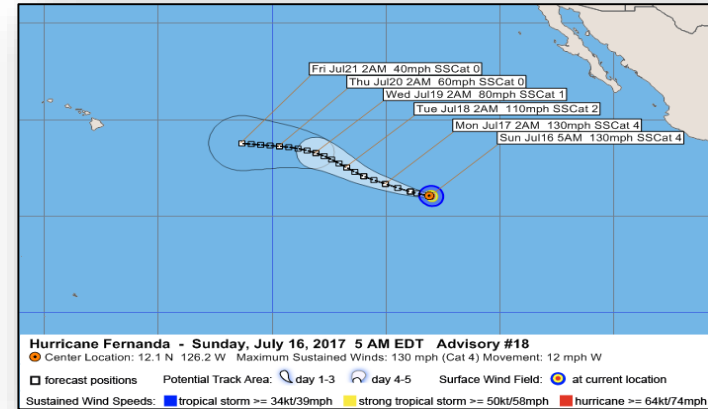 Fri Jul21 2AM 40mph SSCat 0
Thu Jul20 2AM 60mph SSCat 0
Wed Jul19 2AM 80mph SSCat 1
Tue Jul18 2AM 110mph SSCat 2
Mon Jul17 2AM 130mph SSCat 4
Sun Jul16 5AM 130mph SSCat 4
Hurricane Fernanda - Sunday, July 16, 2017 5 AM EDT Advisory #18
Center Location: 12.1 N 126.2 W Maximum Sustained Winds: 130 mph (Cat 4) Movement: 12 mph W
forecast positions Potential Track Area: day 1-3 day 4-5 Surface Wind Field: at current location
Sustained Wind Speeds: tropical storm >= 34kt/39mph strong tropical storm >= 50kt/58mph hurricane >= 64kt/74mph